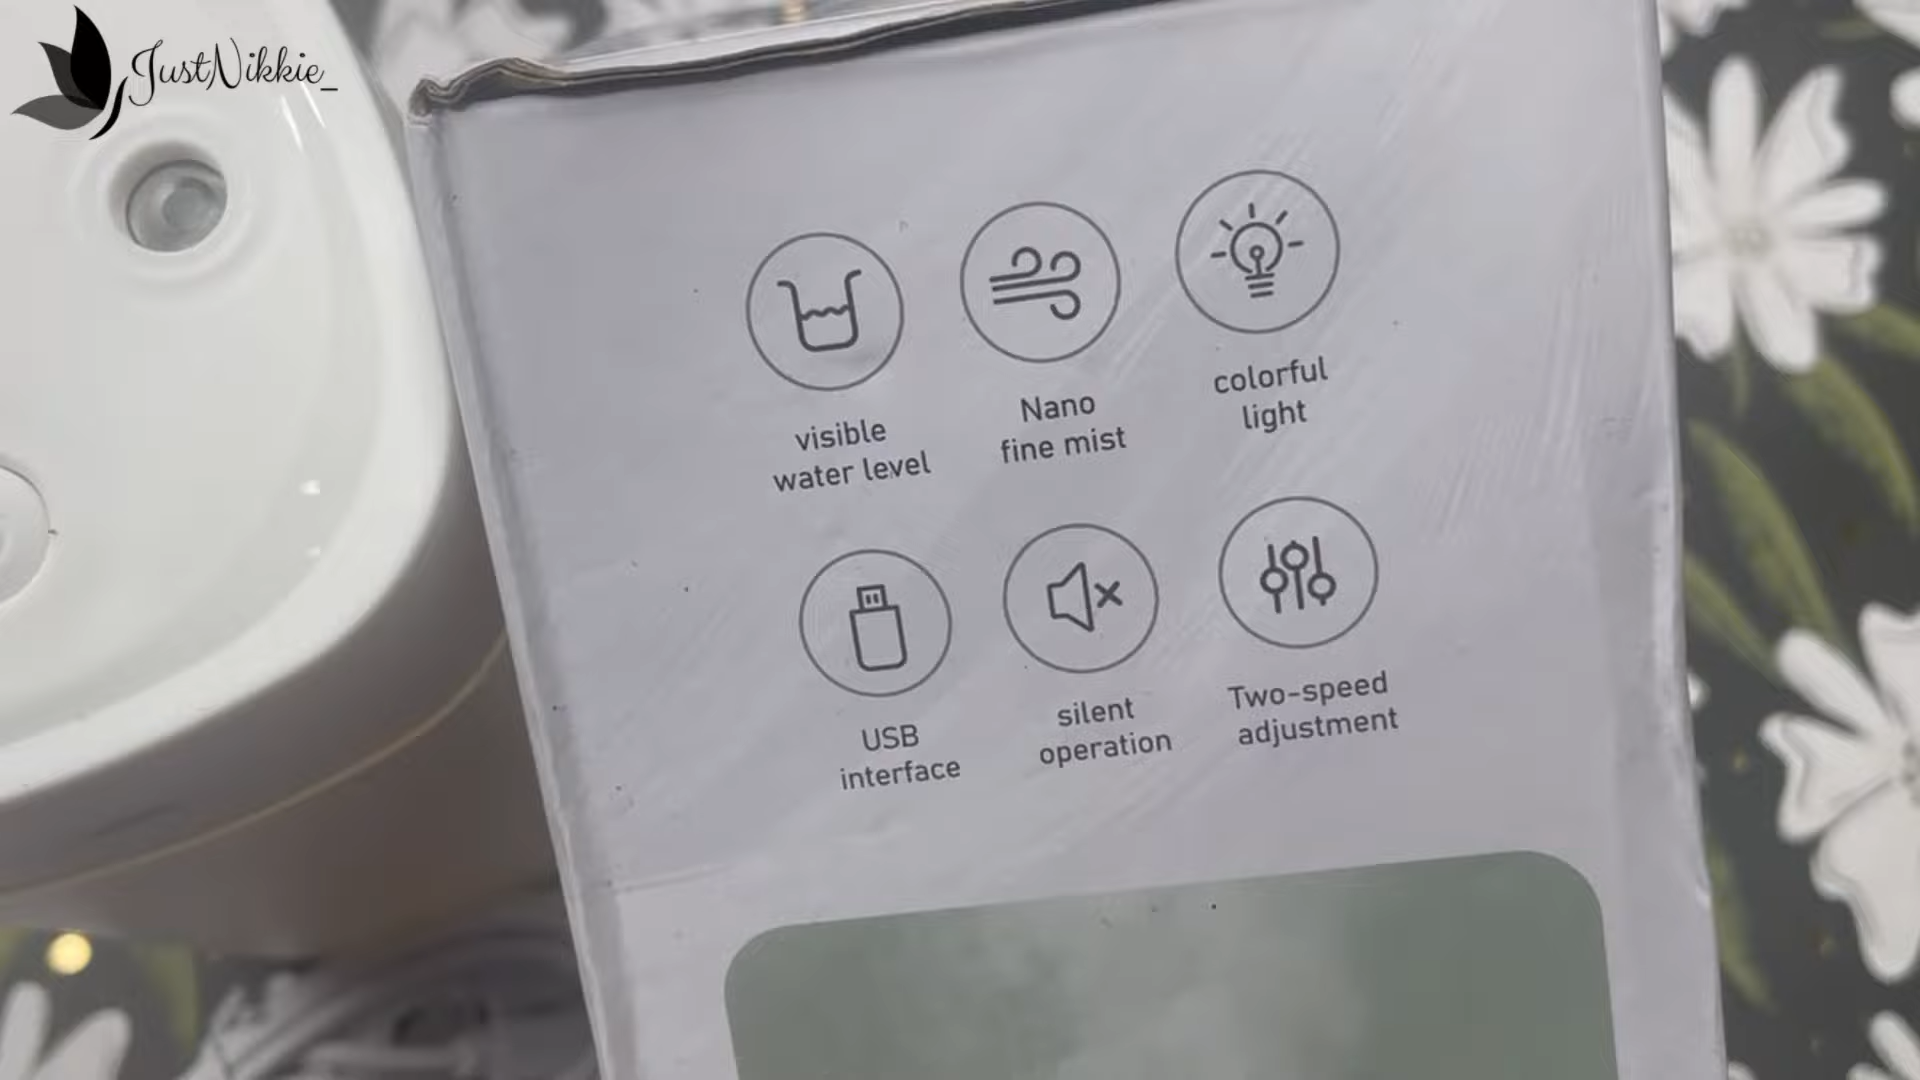 JustNikkie_
visible
water level
Nano
fine mist
colorful
light
USB
interface
silent
operation
Two-speed
adjustment